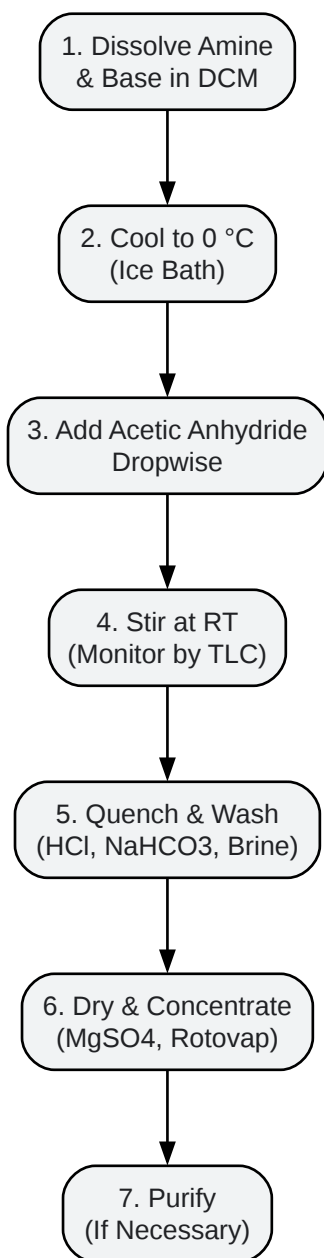 1. Dissolve Amine
& Base in DCM
2. Cool to 0 °C
(Ice Bath)
3. Add Acetic Anhydride
Dropwise
4. Stir at RT
(Monitor by TLC)
5. Quench & Wash
(HCl, NaHCO3, Brine)
6. Dry & Concentrate
(MgSO4, Rotovap)
7. Purify
(If Necessary)